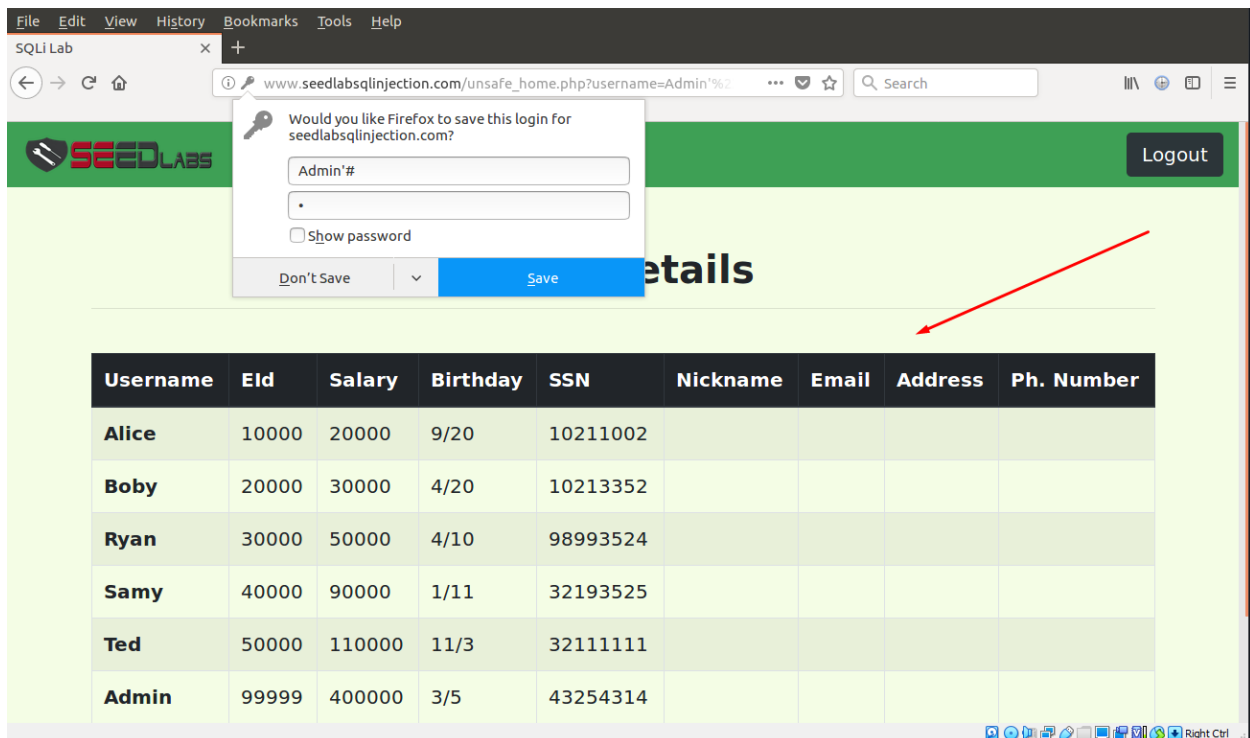 File Edit View History Bookmarks Tools Help
SQLi Lab
www.seedlabsqlinjection.com/unsafe_home.php?username=Admin'%2 Search
Would you like Firefox to save this login for
seedlabsqlinjection.com?
SEEDLABS Logout
Admin'#
•
Show password
Don't Save Save
etails
Username EId Salary Birthday SSN Nickname Email Address Ph. Number
Alice 10000 20000 9/20 10211002
Boby 20000 30000 4/20 10213352
Ryan 30000 50000 4/10 98993524
Samy 40000 90000 1/11 32193525
Ted 50000 110000 11/3 32111111
Admin 99999 400000 3/5 43254314
Right Ctrl